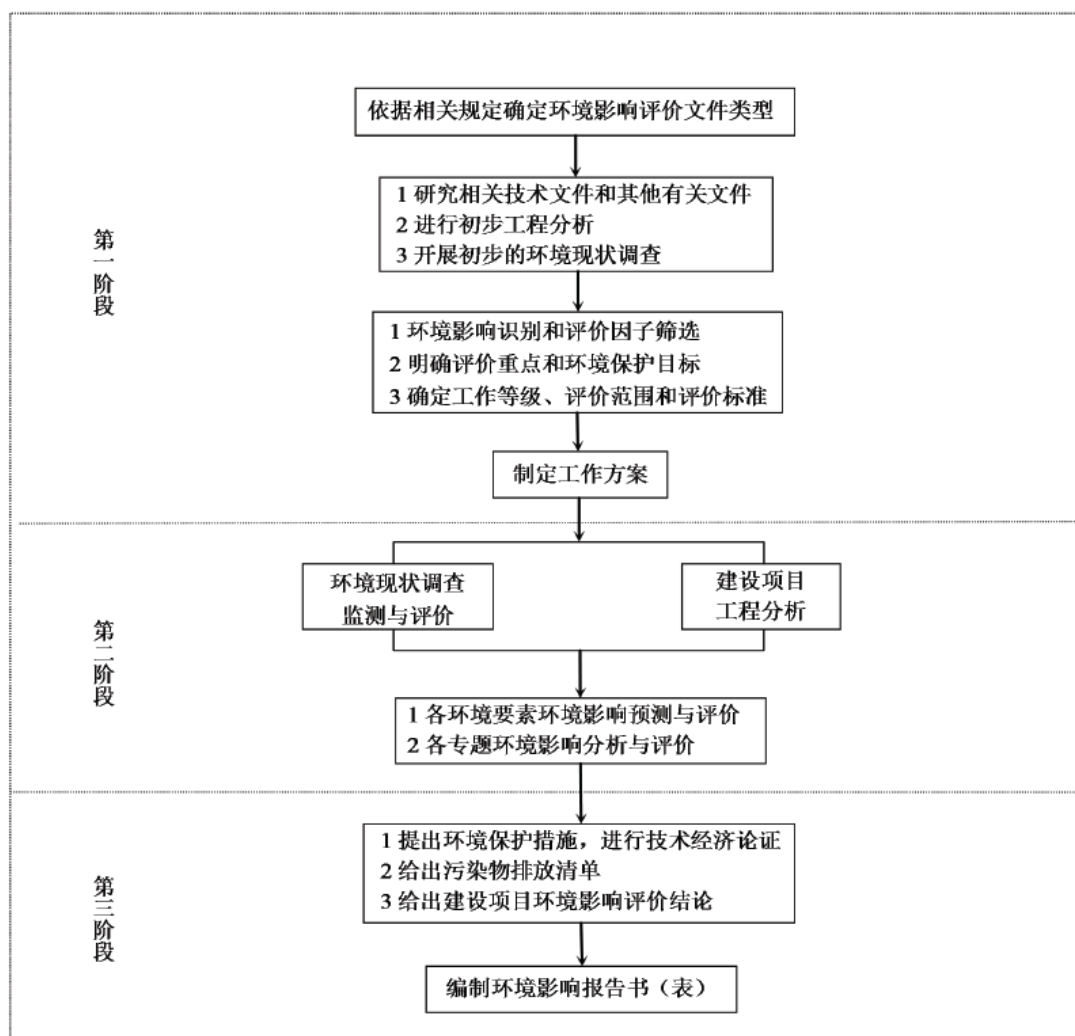 依据相关规定确定环境影响评价文件类型
1 研究相关技术文件和其他有关文件
2 进行初步工程分析
3 开展初步的环境现状调查
第一阶段
1 环境影响识别和评价因子筛选
2 明确评价重点和环境保护目标
3 确定工作等级、评价范围和评价标准
制定工作方案
环境现状调查
监测与评价
建设项目
工程分析
第二阶段
1 各环境要素环境影响预测与评价
2 各专题环境影响分析与评价
1 提出环境保护措施，进行技术经济论证
2 给出污染物排放清单
3 给出建设项目环境影响评价结论
第三阶段
编制环境影响报告书（表）